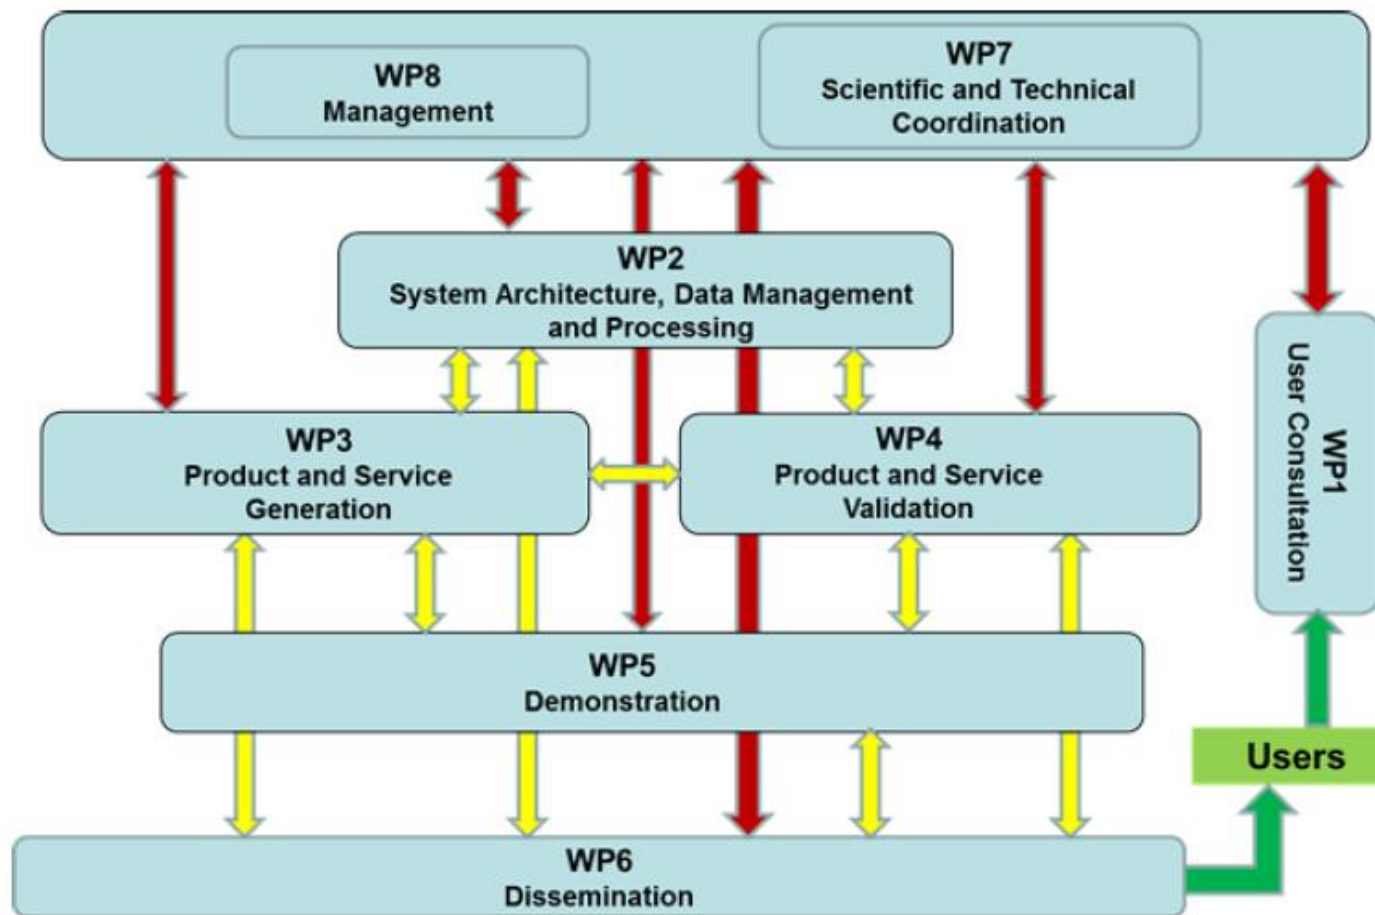 WP8
Management
WP7
Scientific and Technical
Coordination
WP2
System Architecture, Data Management
and Processing
WP3
Product and Service
Generation
WP4
Product and Service
Validation
WP1
User Consultation
WP5
Demonstration
Users
WP6
Dissemination